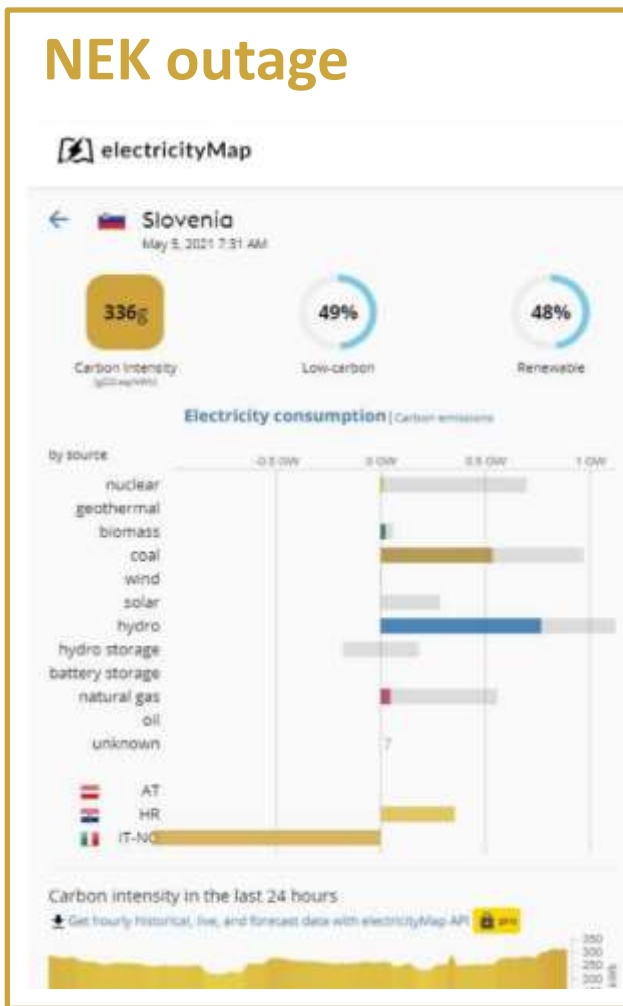 NEK outage
electricityMap
Slovenia
May 5, 2021 7:31 AM
336g 49% 48%
Carbon Intensity Low-carbon Renewable
Electricity consumption | Carbon emissions
by source -0.5 GW 0 GW 0.5 GW 1 GW
nuclear
geothermal
biomass
coal
wind
solar
hydro
hydro storage
battery storage
natural gas
oil
unknown ?
AT
HR
IT-NO
Carbon intensity in the last 24 hours
Get hourly historical, live, and forecast data with electricityMap API pro
350
300
250
200